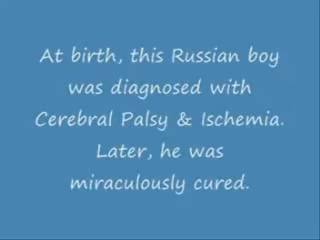 At birth, this Russian boy
was diagnosed with
Cerebral Palsy & Ischemia.
Later, he was
miraculously cured.